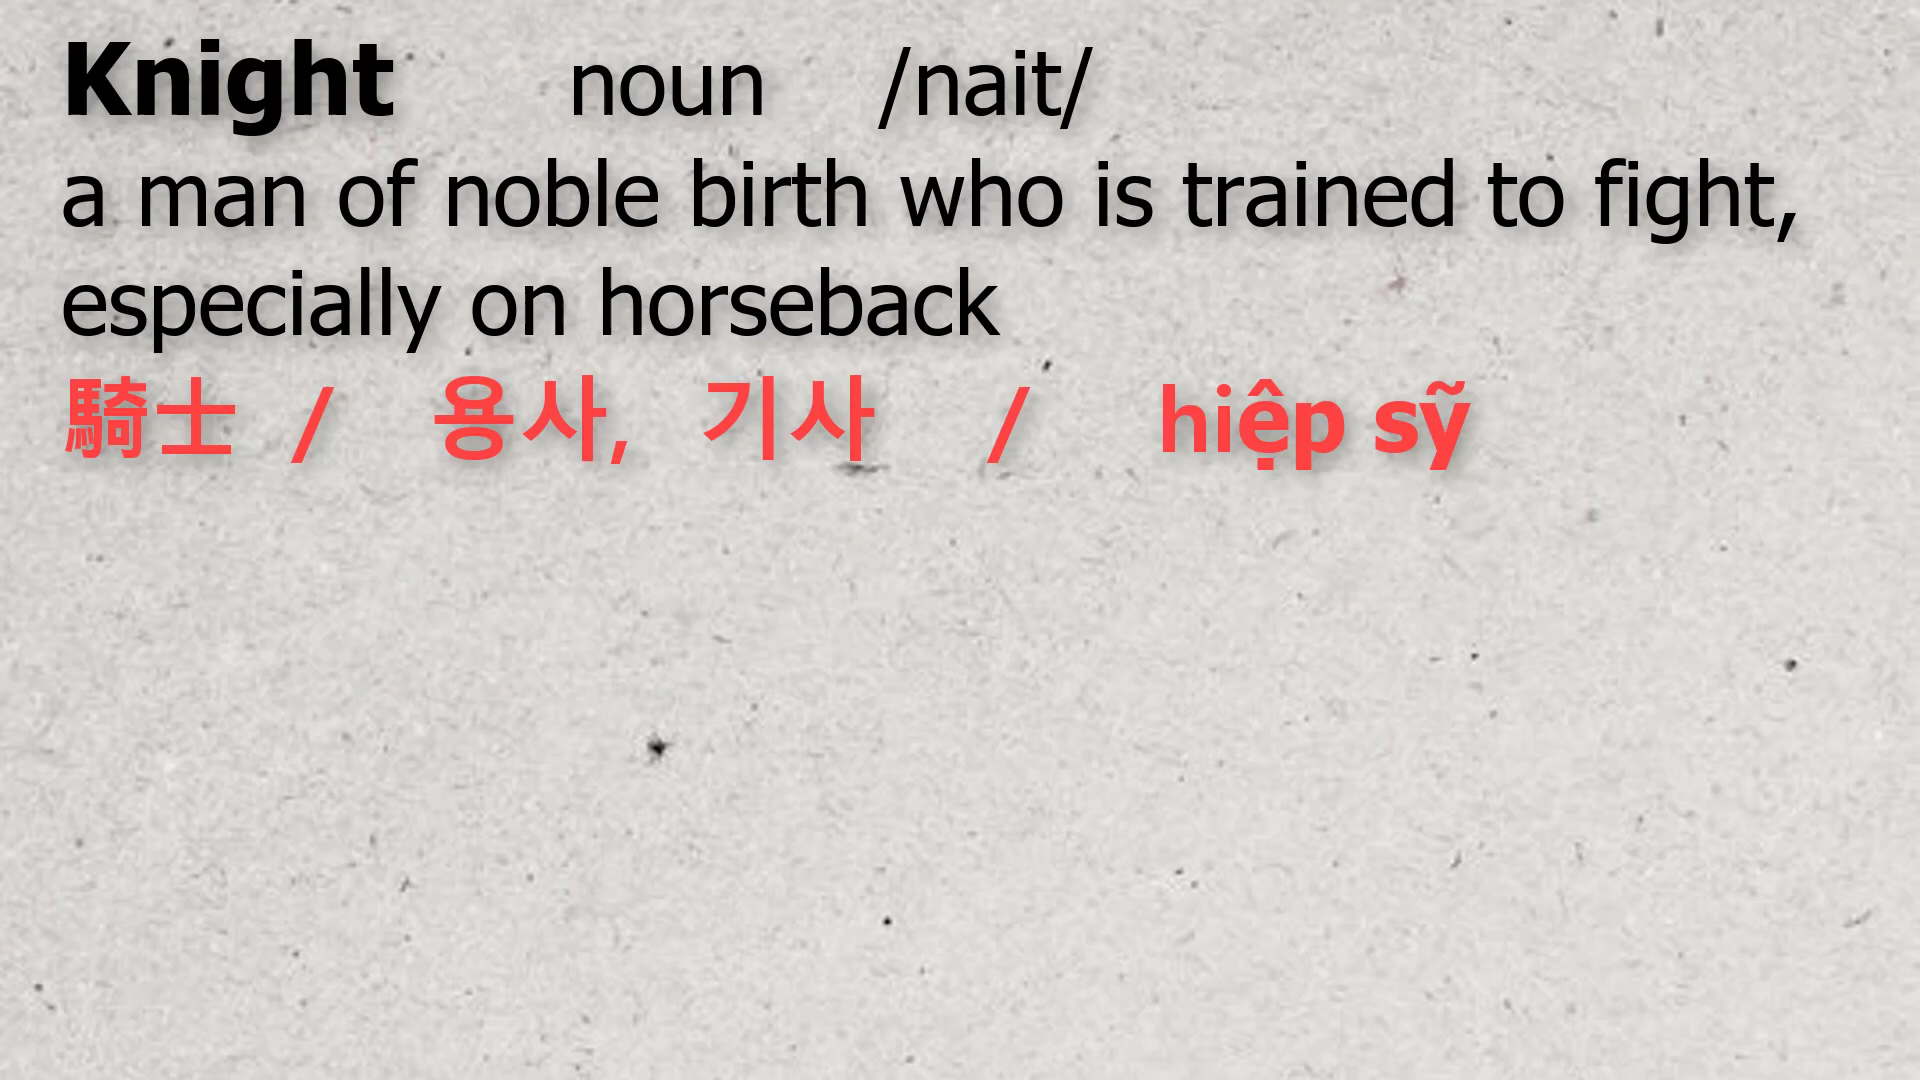 Knight noun /nait/
a man of noble birth who is trained to fight,
especially on horseback
騎士 / 용사, 기사 / hiệp sỹ